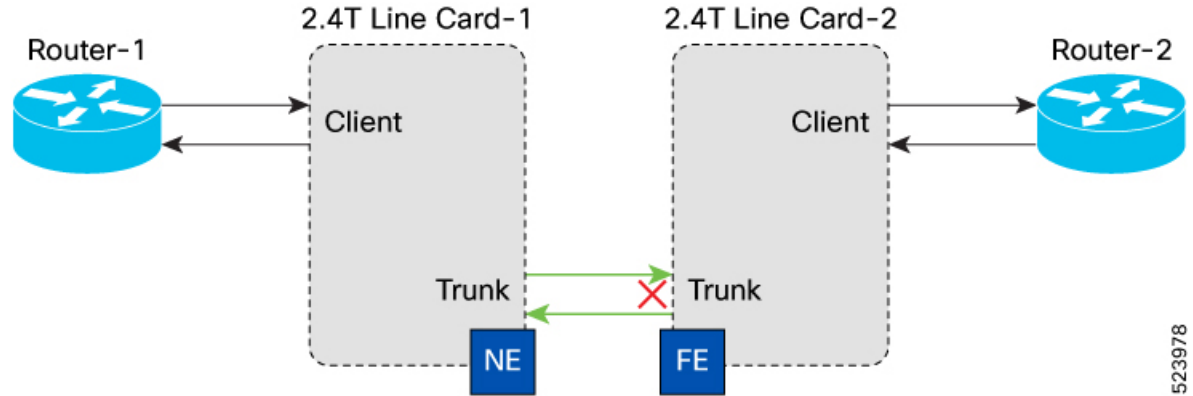 2.4T Line Card-1
2.4T Line Card-2
Router-1
Router-2
Client
Client
Trunk
Trunk
NE
FE
523978